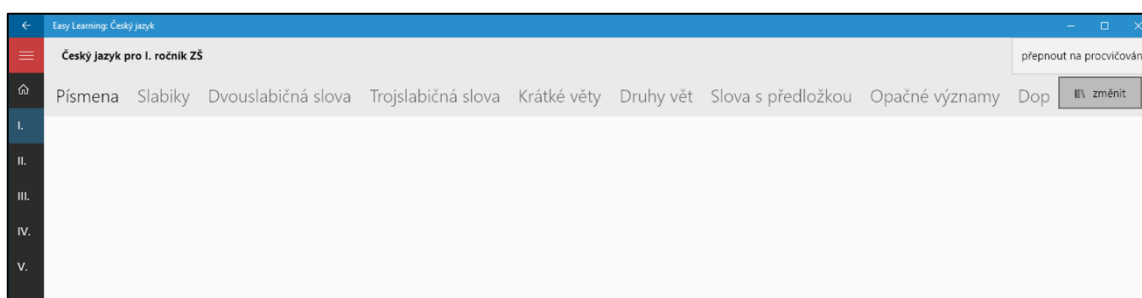 Easy Learning: Český jazyk
Český jazyk pro I. ročník ZŠ
přepnout na procvičován
Písmena Slabiky Dvouslabičná slova Trojslabičná slova Krátké věty Druhy vět Slova s předložkou Opačné významy Dop
změnit
I.
II.
III.
IV.
V.